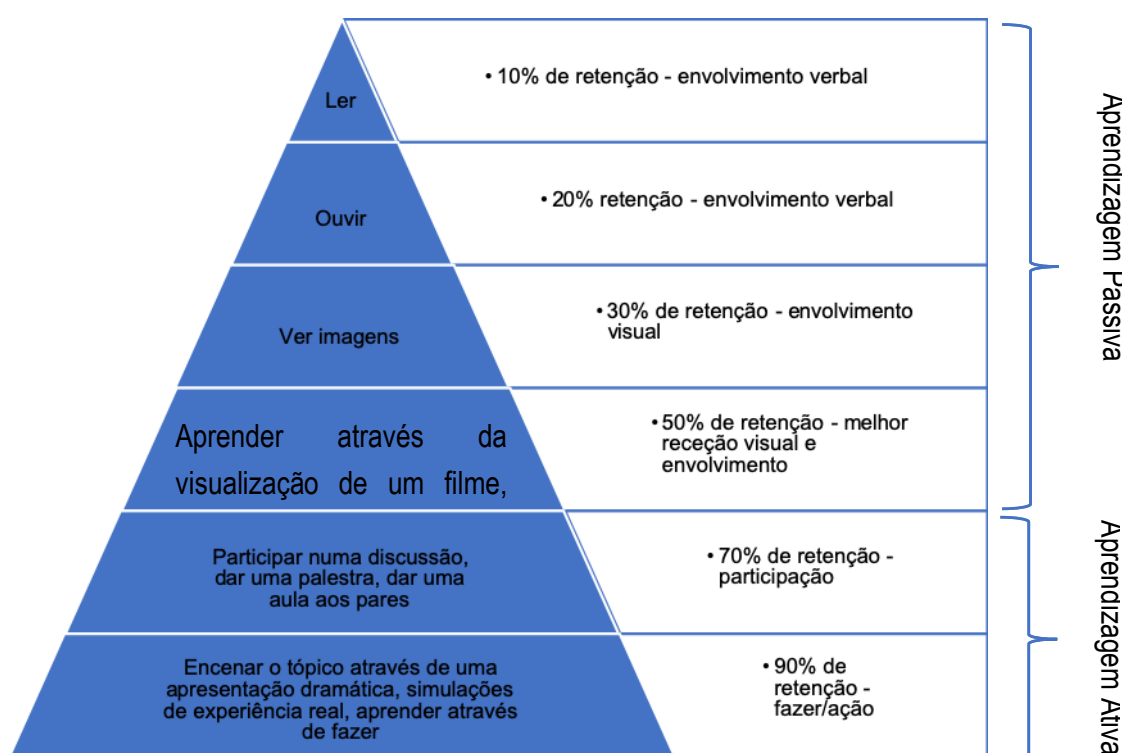 Ler
• 10% de retenção - envolvimento verbal
Ouvir
• 20% retenção - envolvimento verbal
Ver imagens
• 30% de retenção - envolvimento
visual
Aprender através da
visualização de um filme,
• 50% de retenção - melhor
receção visual e
envolvimento
Aprendizagem Passiva
Participar numa discussão,
dar uma palestra, dar uma
aula aos pares
• 70% de retenção -
participação
Encenar o tópico através de uma
apresentação dramática, simulações
de experiência real, aprender através
de fazer
• 90% de
retenção -
fazer/ação
Aprendizagem Ativa